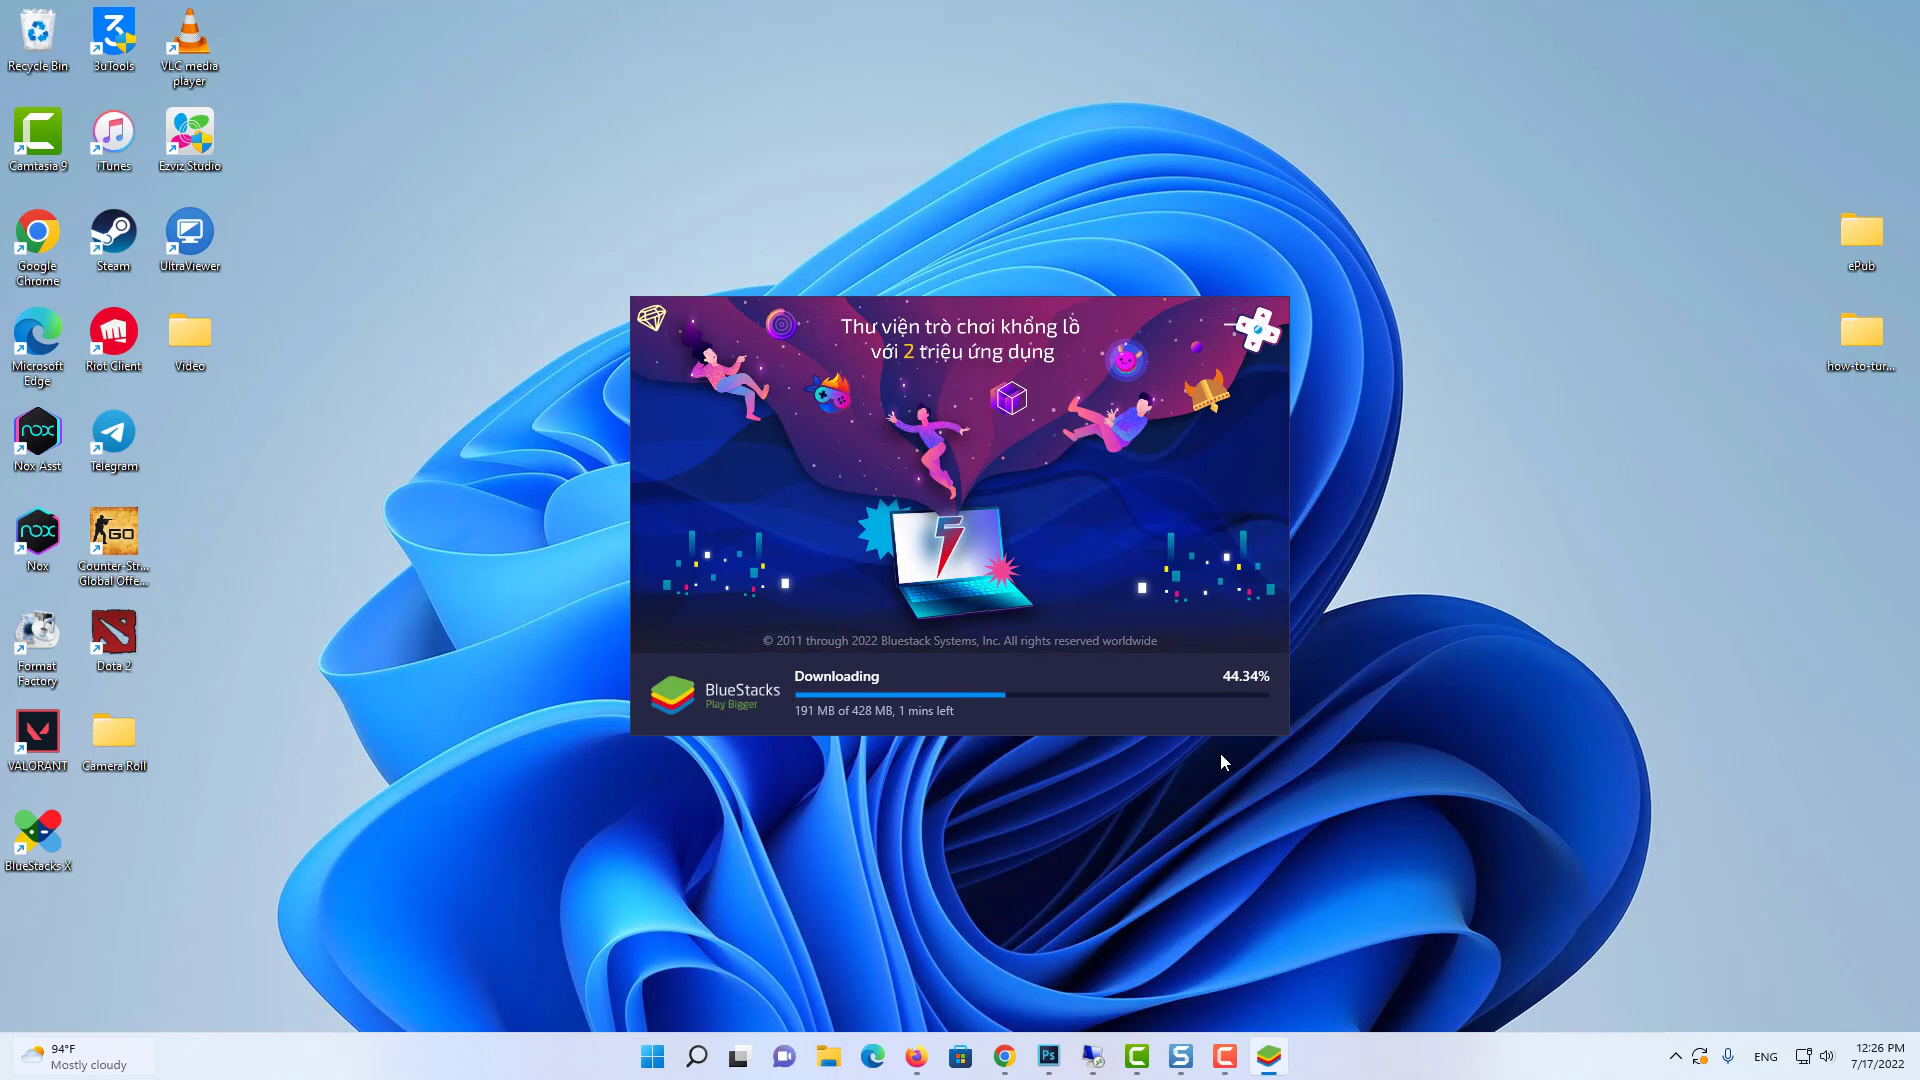 Recycle Bin
3uTools
VLC media
player
Camtasia 9
iTunes
Ezviz Studio
Google
Chrome
Steam
UltraViewer
Microsoft
Edge
Riot Client
Video
nox
Nox Asst
Telegram
nox
Nox
GO
Counter-Str...
Global Offe...
Format
Factory
Dota 2
VALORANT
Camera Roll
BlueStacks X
ePub
how-to-tur...
Thư viện trò chơi khổng lồ
với 2 triệu ứng dụng
© 2011 through 2022 Bluestack Systems, Inc. All rights reserved worldwide
BlueStacks
Play Bigger
Downloading
44.34%
191 MB of 428 MB, 1 mins left
94°F
Mostly cloudy
Ps
ENG
12:26 PM
7/17/2022